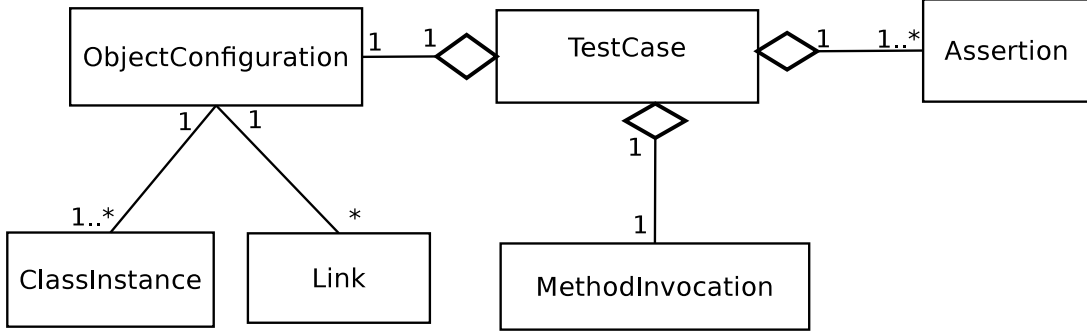 ObjectConfiguration
1
1
TestCase
1
1..*
Assertion
1
1
1
1..*
*
1
ClassInstance
Link
MethodInvocation